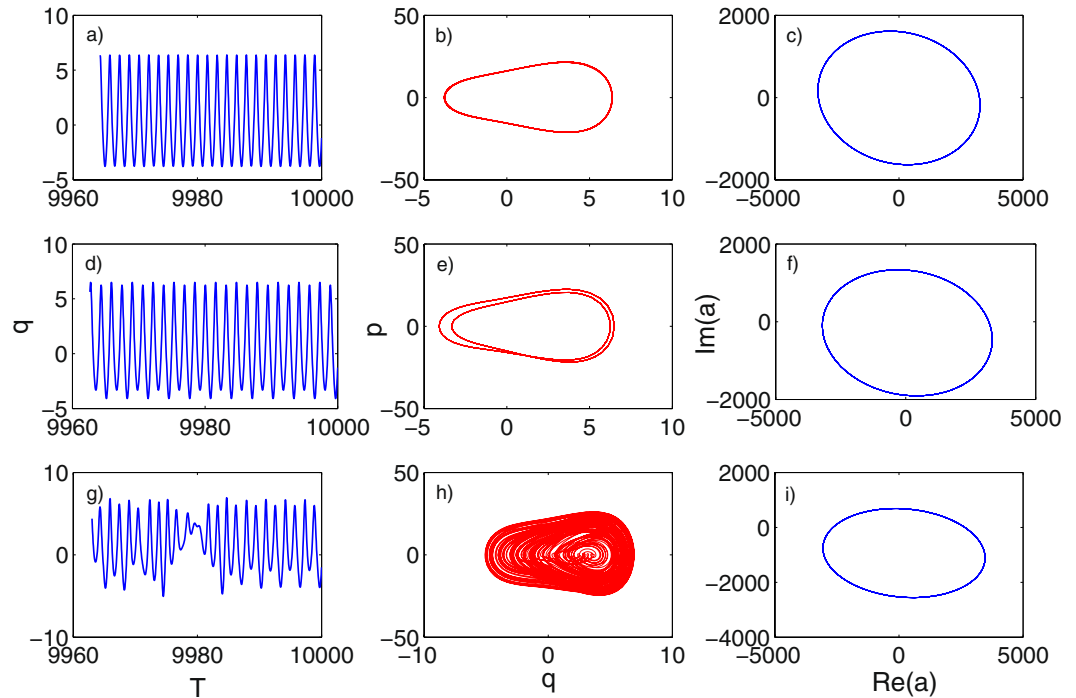 a) 10 5 0 −5 9960 9980 10000
b) 50 0 −50 −5 0 5 10
c) 2000 0 −2000 −5000 0 5000
d) 10 5 0 −5 9960 9980 10000 q
e) 50 0 −50 −5 0 5 10 p
f) 2000 0 −2000 −5000 0 5000 Im(a)
g) 10 0 −10 9960 9980 10000 T
h) 50 0 −50 −10 0 10 q
i) 2000 0 −2000 −4000 −5000 0 5000 Re(a)